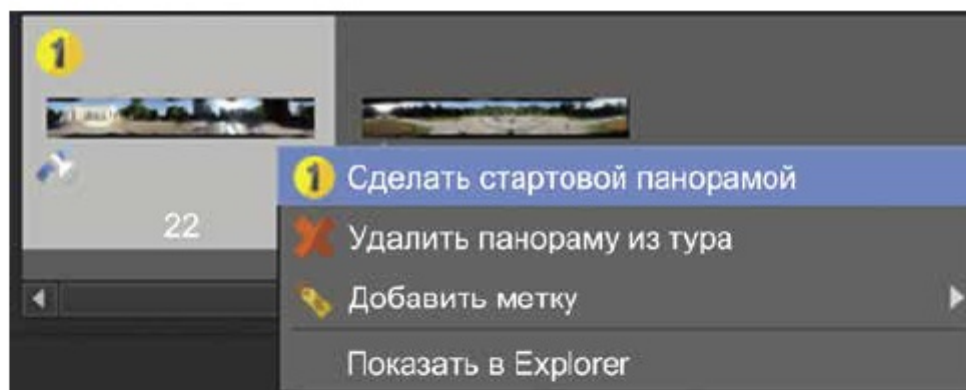 1
22
1 Сделать стартовой панорамой
Удалить панораму из тура
Добавить метку
Показать в Explorer